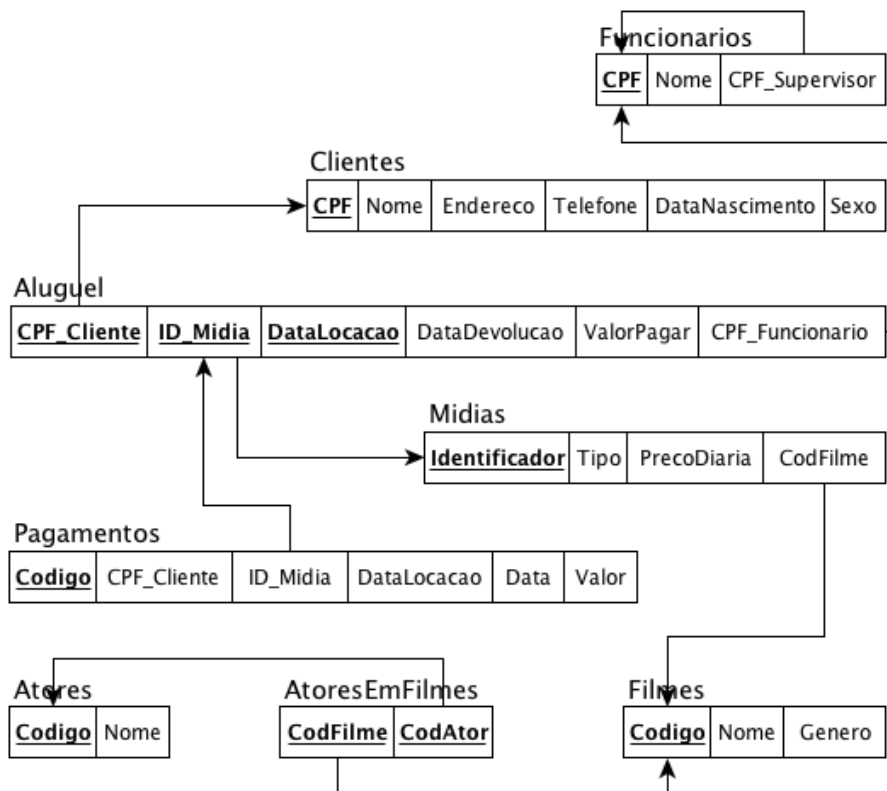 Funcionarios
CPF Nome CPF_Supervisor
Clientes
CPF Nome Endereco Telefone DataNascimento Sexo
Aluguel
CPF_Cliente ID_Midia DataLocacao DataDevolucao ValorPagar CPF_Funcionario
Midias
Identificador Tipo PrecoDiaria CodFilme
Pagamentos
Codigo CPF_Cliente ID_Midia DataLocacao Data Valor
Atores AtoresEmFilmes Filmes
Codigo Nome CodFilme CodAtor Codigo Nome Genero